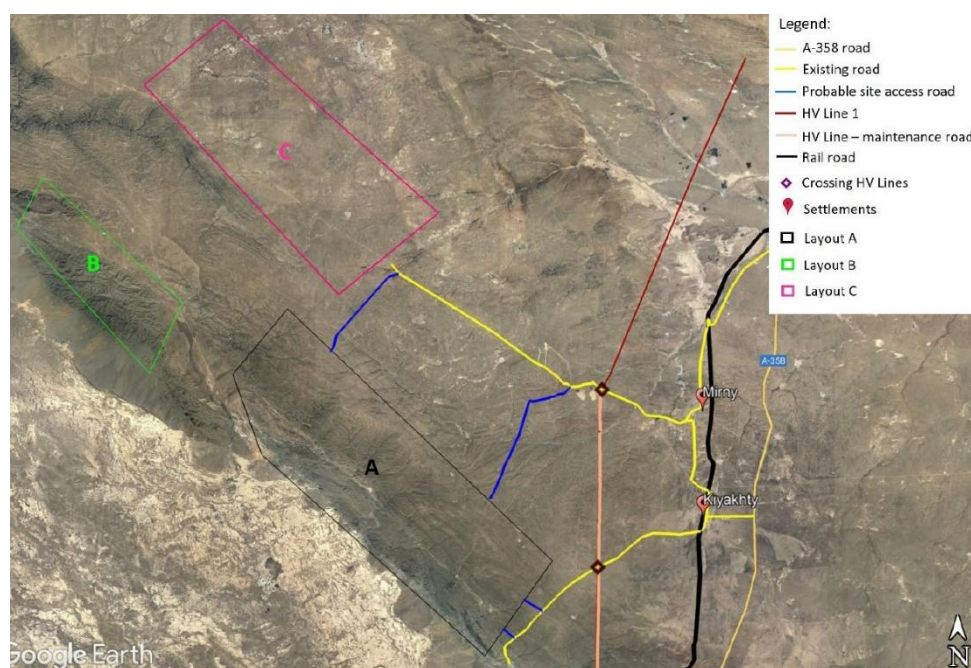 Legend:
A-358 road
Existing road
Probable site access road
HV Line 1
HV Line – maintenance road
Rail road
Crossing HV Lines
Settlements
Layout A
Layout B
Layout C
C
B
A-358
Mirny
A
Kiyakhty
Google Earth
N